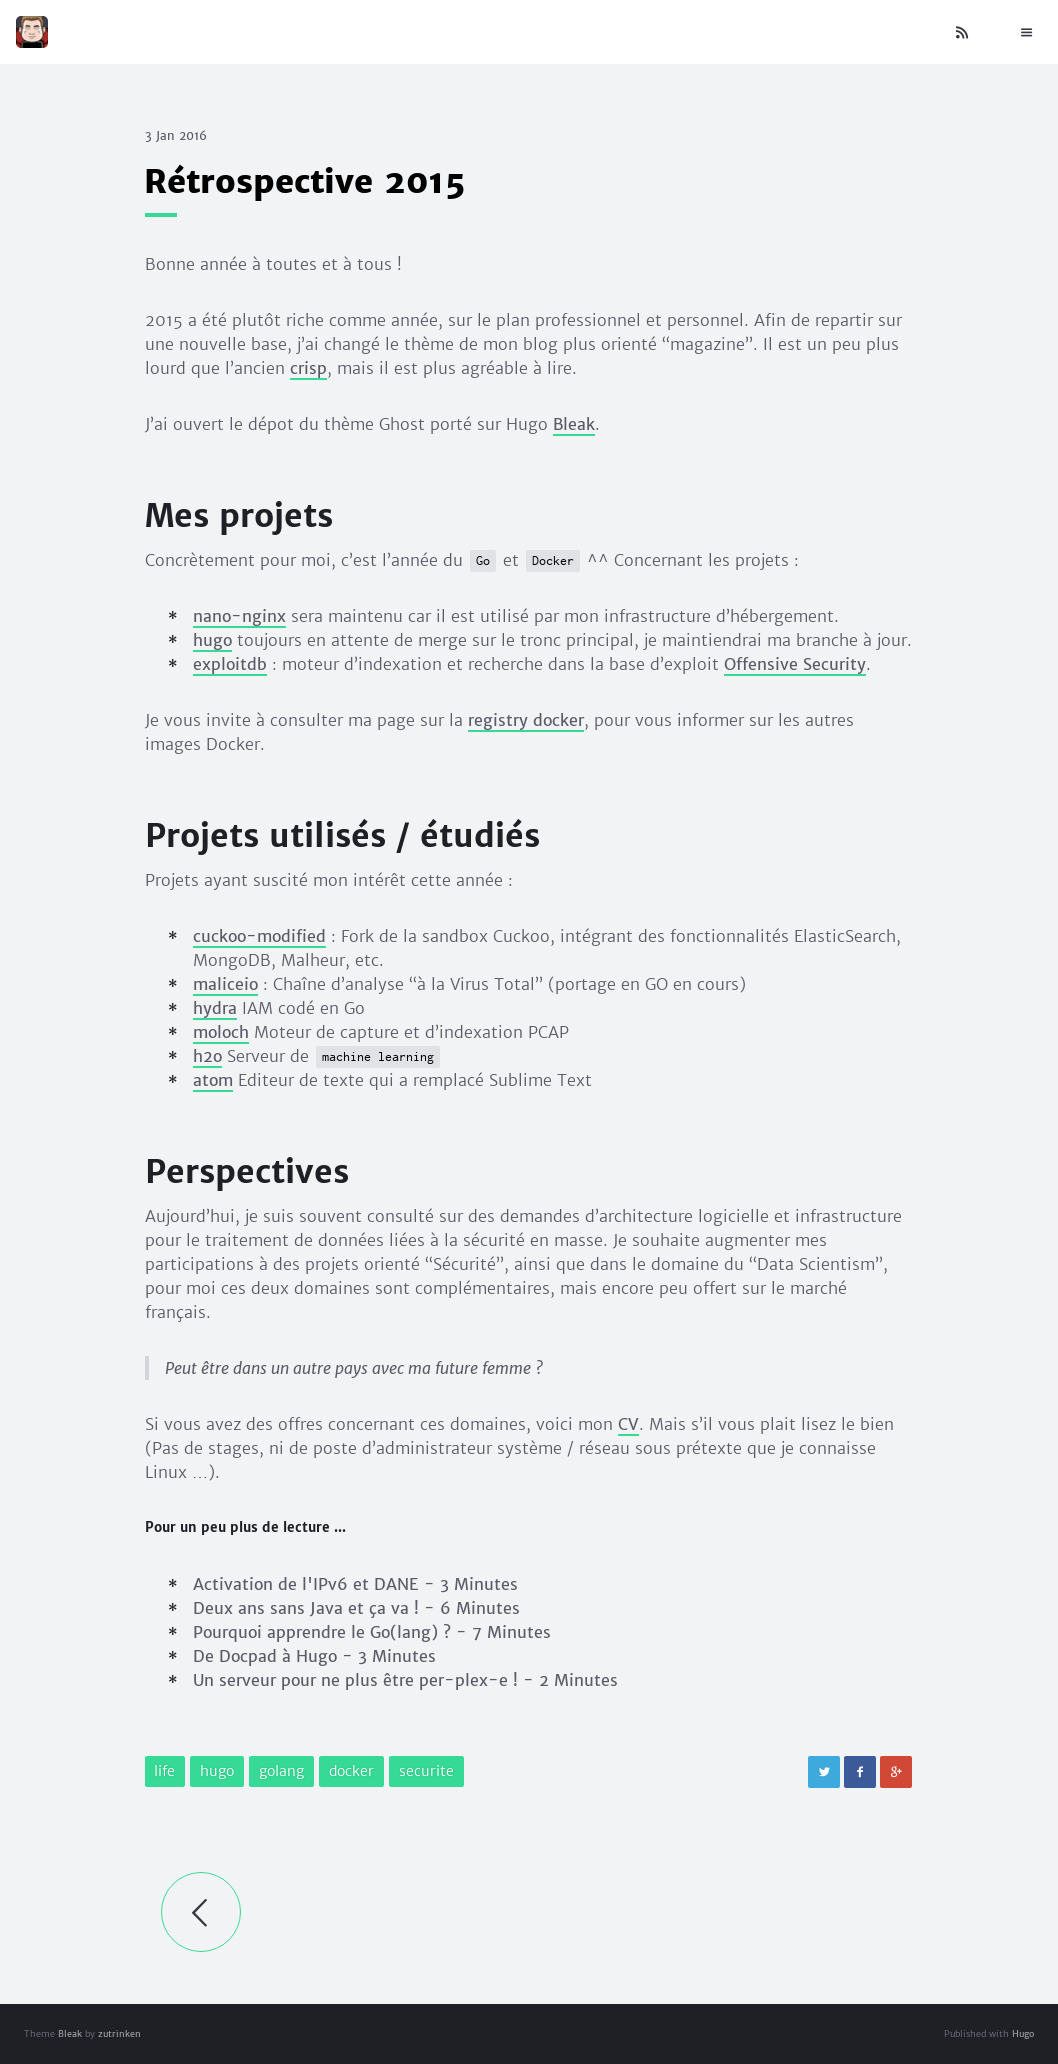 3 Jan 2016
Rétrospective 2015
Bonne année à toutes et à tous !
2015 a été plutôt riche comme année, sur le plan professionnel et personnel. Afin de repartir sur
une nouvelle base, j’ai changé le thème de mon blog plus orienté “magazine”. Il est un peu plus
lourd que l’ancien crisp, mais il est plus agréable à lire.
J’ai ouvert le dépot du thème Ghost porté sur Hugo Bleak.
Mes projets
Concrètement pour moi, c’est l’année du Go et Docker ^^ Concernant les projets :
* nano-nginx sera maintenu car il est utilisé par mon infrastructure d’hébergement.
* hugo toujours en attente de merge sur le tronc principal, je maintiendrai ma branche à jour.
* exploitdb : moteur d’indexation et recherche dans la base d’exploit Offensive Security.
Je vous invite à consulter ma page sur la registry docker, pour vous informer sur les autres
images Docker.
Projets utilisés / étudiés
Projets ayant suscité mon intérêt cette année :
* cuckoo-modified : Fork de la sandbox Cuckoo, intégrant des fonctionnalités ElasticSearch,
MongoDB, Malheur, etc.
* maliceio : Chaîne d’analyse “à la Virus Total” (portage en GO en cours)
* hydra IAM codé en Go
* moloch Moteur de capture et d’indexation PCAP
* h2o Serveur de machine learning
* atom Editeur de texte qui a remplacé Sublime Text
Perspectives
Aujourd’hui, je suis souvent consulté sur des demandes d’architecture logicielle et infrastructure
pour le traitement de données liées à la sécurité en masse. Je souhaite augmenter mes
participations à des projets orienté “Sécurité”, ainsi que dans le domaine du “Data Scientism”,
pour moi ces deux domaines sont complémentaires, mais encore peu offert sur le marché
français.
Peut être dans un autre pays avec ma future femme ?
Si vous avez des offres concernant ces domaines, voici mon CV. Mais s’il vous plait lisez le bien
(Pas de stages, ni de poste d’administrateur système / réseau sous prétexte que je connaisse
Linux …).
Pour un peu plus de lecture ...
* Activation de l'IPv6 et DANE - 3 Minutes
* Deux ans sans Java et ça va ! - 6 Minutes
* Pourquoi apprendre le Go(lang) ? - 7 Minutes
* De Docpad à Hugo - 3 Minutes
* Un serveur pour ne plus être per-plex-e ! - 2 Minutes
life hugo golang docker securite
Theme Bleak by zutrinken
Published with Hugo